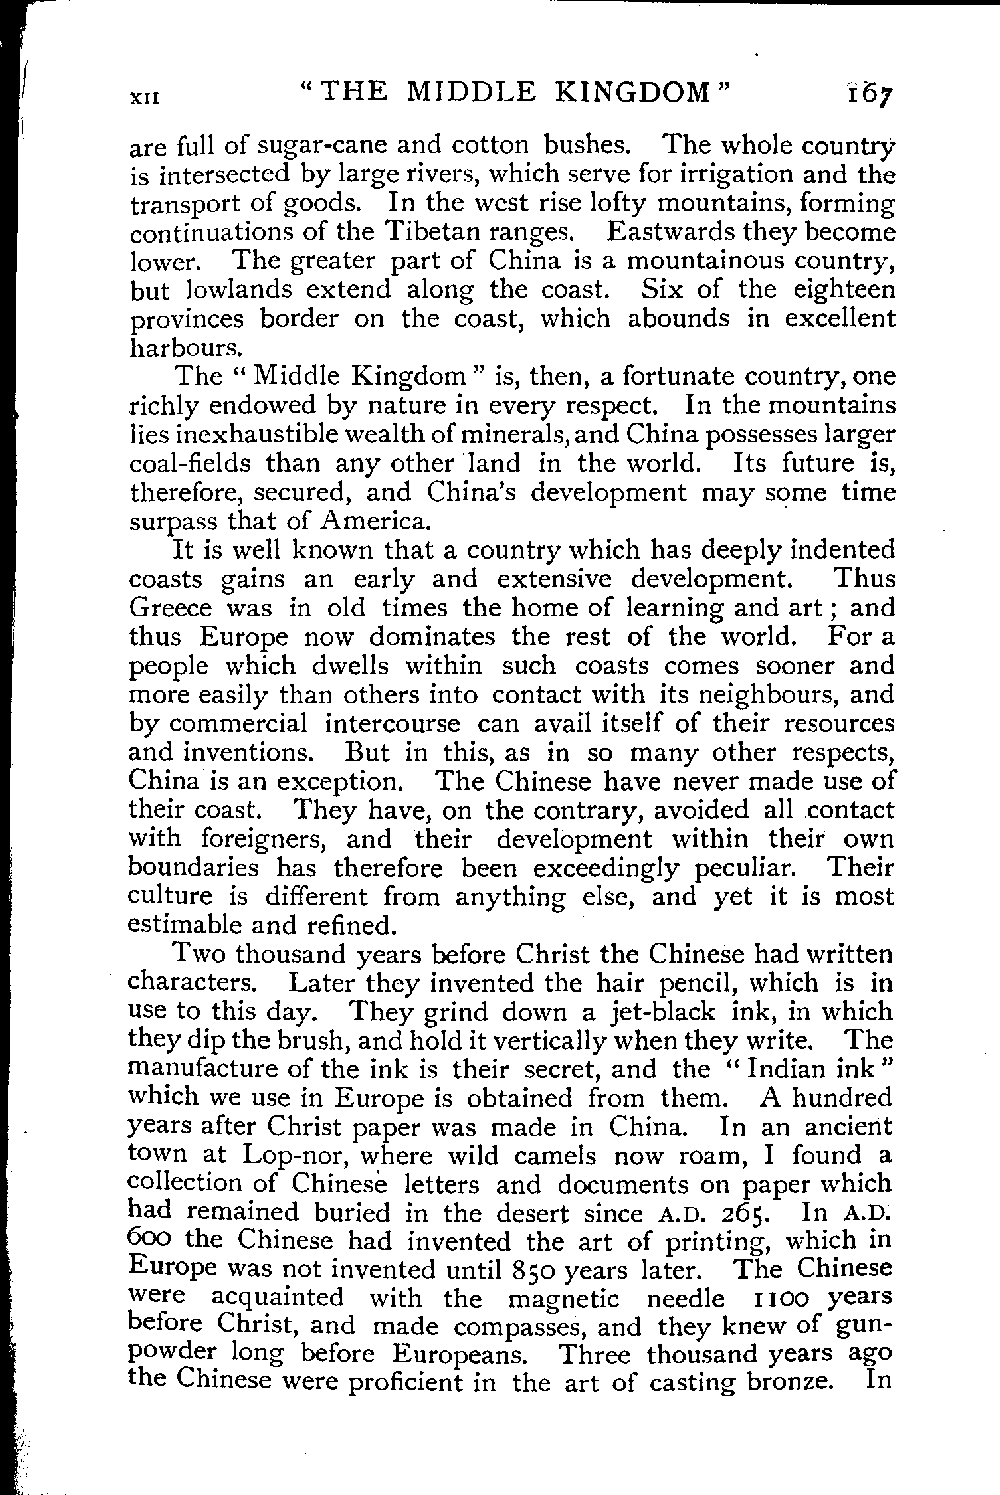 XII "THE MIDDLE KINGDOM" 167
are full of sugar-cane and cotton bushes. The whole country
is intersected by large rivers, which serve for irrigation and the
transport of goods. In the west rise lofty mountains, forming
continuations of the Tibetan ranges. Eastwards they become
lower. The greater part of China is a mountainous country,
but lowlands extend along the coast. Six of the eighteen
provinces border on the coast, which abounds in excellent
harbours.
The "Middle Kingdom" is, then, a fortunate country, one
richly endowed by nature in every respect. In the mountains
lies inexhaustible wealth of minerals, and China possesses larger
coal-fields than any other land in the world. Its future is,
therefore, secured, and China's development may some time
surpass that of America.
It is well known that a country which has deeply indented
coasts gains an early and extensive development. Thus
Greece was in old times the home of learning and art; and
thus Europe now dominates the rest of the world. For a
people which dwells within such coasts comes sooner and
more easily than others into contact with its neighbours, and
by commercial intercourse can avail itself of their resources
and inventions. But in this, as in so many other respects,
China is an exception. The Chinese have never made use of
their coast. They have, on the contrary, avoided all contact
with foreigners, and their development within their own
boundaries has therefore been exceedingly peculiar. Their
culture is different from anything else, and yet it is most
estimable and refined.
Two thousand years before Christ the Chinese had written
characters. Later they invented the hair pencil, which is in
use to this day. They grind down a jet-black ink, in which
they dip the brush, and hold it vertically when they write. The
manufacture of the ink is their secret, and the "Indian ink"
which we use in Europe is obtained from them. A hundred
years after Christ paper was made in China. In an ancient
town at Lop-nor, where wild camels now roam, I found a
collection of Chinese letters and documents on paper which
had remained buried in the desert since A.D. 265. In A.D.
600 the Chinese had invented the art of printing, which in
Europe was not invented until 850 years later. The Chinese
were acquainted with the magnetic needle 1100 years
before Christ, and made compasses, and they knew of gun-
powder long before Europeans. Three thousand years ago
the Chinese were proficient in the art of casting bronze. In